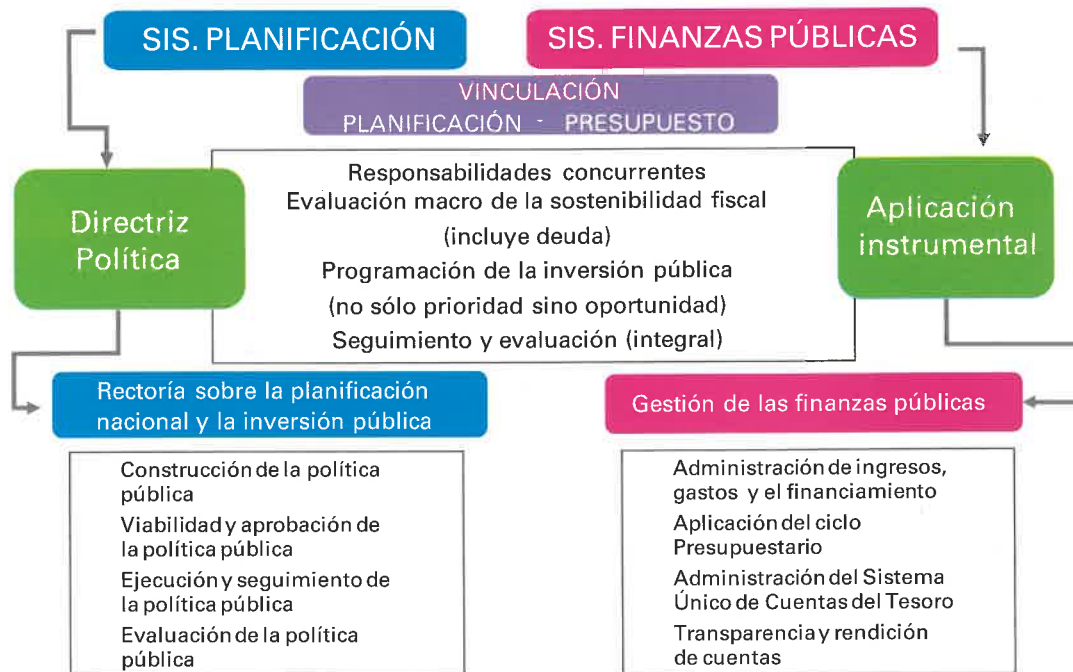 SIS. PLANIFICACIÓN
SIS. FINANZAS PÚBLICAS
VINCULACIÓN
PLANIFICACIÓN - PRESUPUESTO
Directriz
Política
Responsabilidades concurrentes
Evaluación macro de la sostenibilidad fiscal
(incluye deuda)
Programación de la inversión pública
(no sólo prioridad sino oportunidad)
Seguimiento y evaluación (integral)
Aplicación
instrumental
Rectoría sobre la planificación
nacional y la inversión pública
Construcción de la política
pública
Viabilidad y aprobación de
la política pública
Ejecución y seguimiento de
la política pública
Evaluación de la política
pública
Gestión de las finanzas públicas
Administración de ingresos,
gastos y el financiamiento
Aplicación del ciclo
Presupuestario
Administración del Sistema
Único de Cuentas del Tesoro
Transparencia y rendición
de cuentas